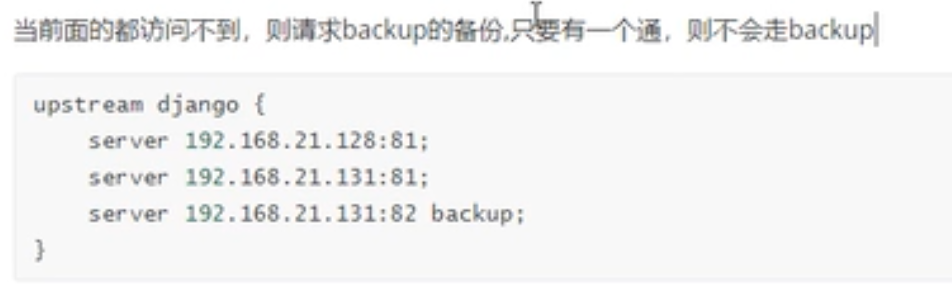 当前面的都访问不到，则请求backup的备份,只要有一个通，则不会走backup
upstream django {
    server 192.168.21.128:81;
    server 192.168.21.131:81;
    server 192.168.21.131:82 backup;
}